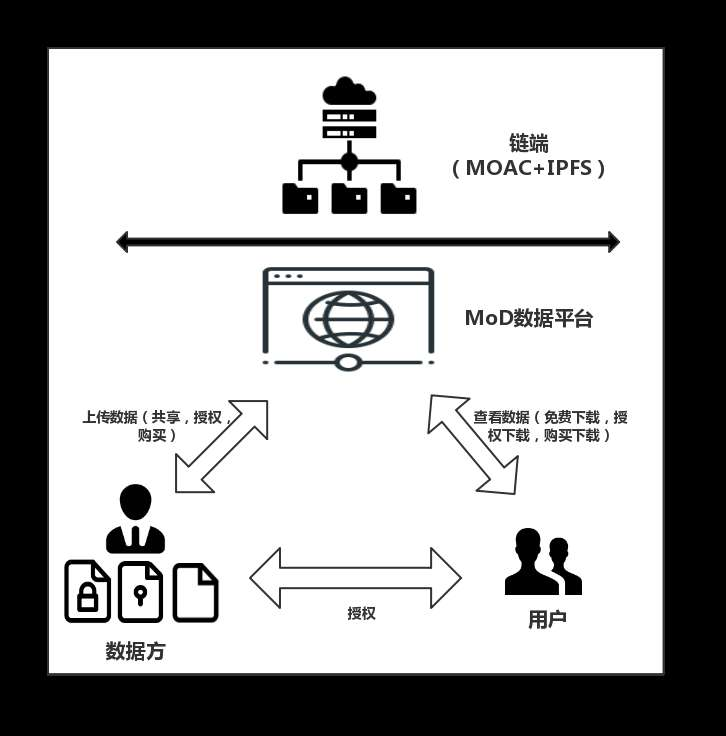 链端
（MOAC+IPFS）
MoD数据平台
上传数据（共享，授权，
购买）
查看数据（免费下载，授
权下载，购买下载）
授权
用户
数据方